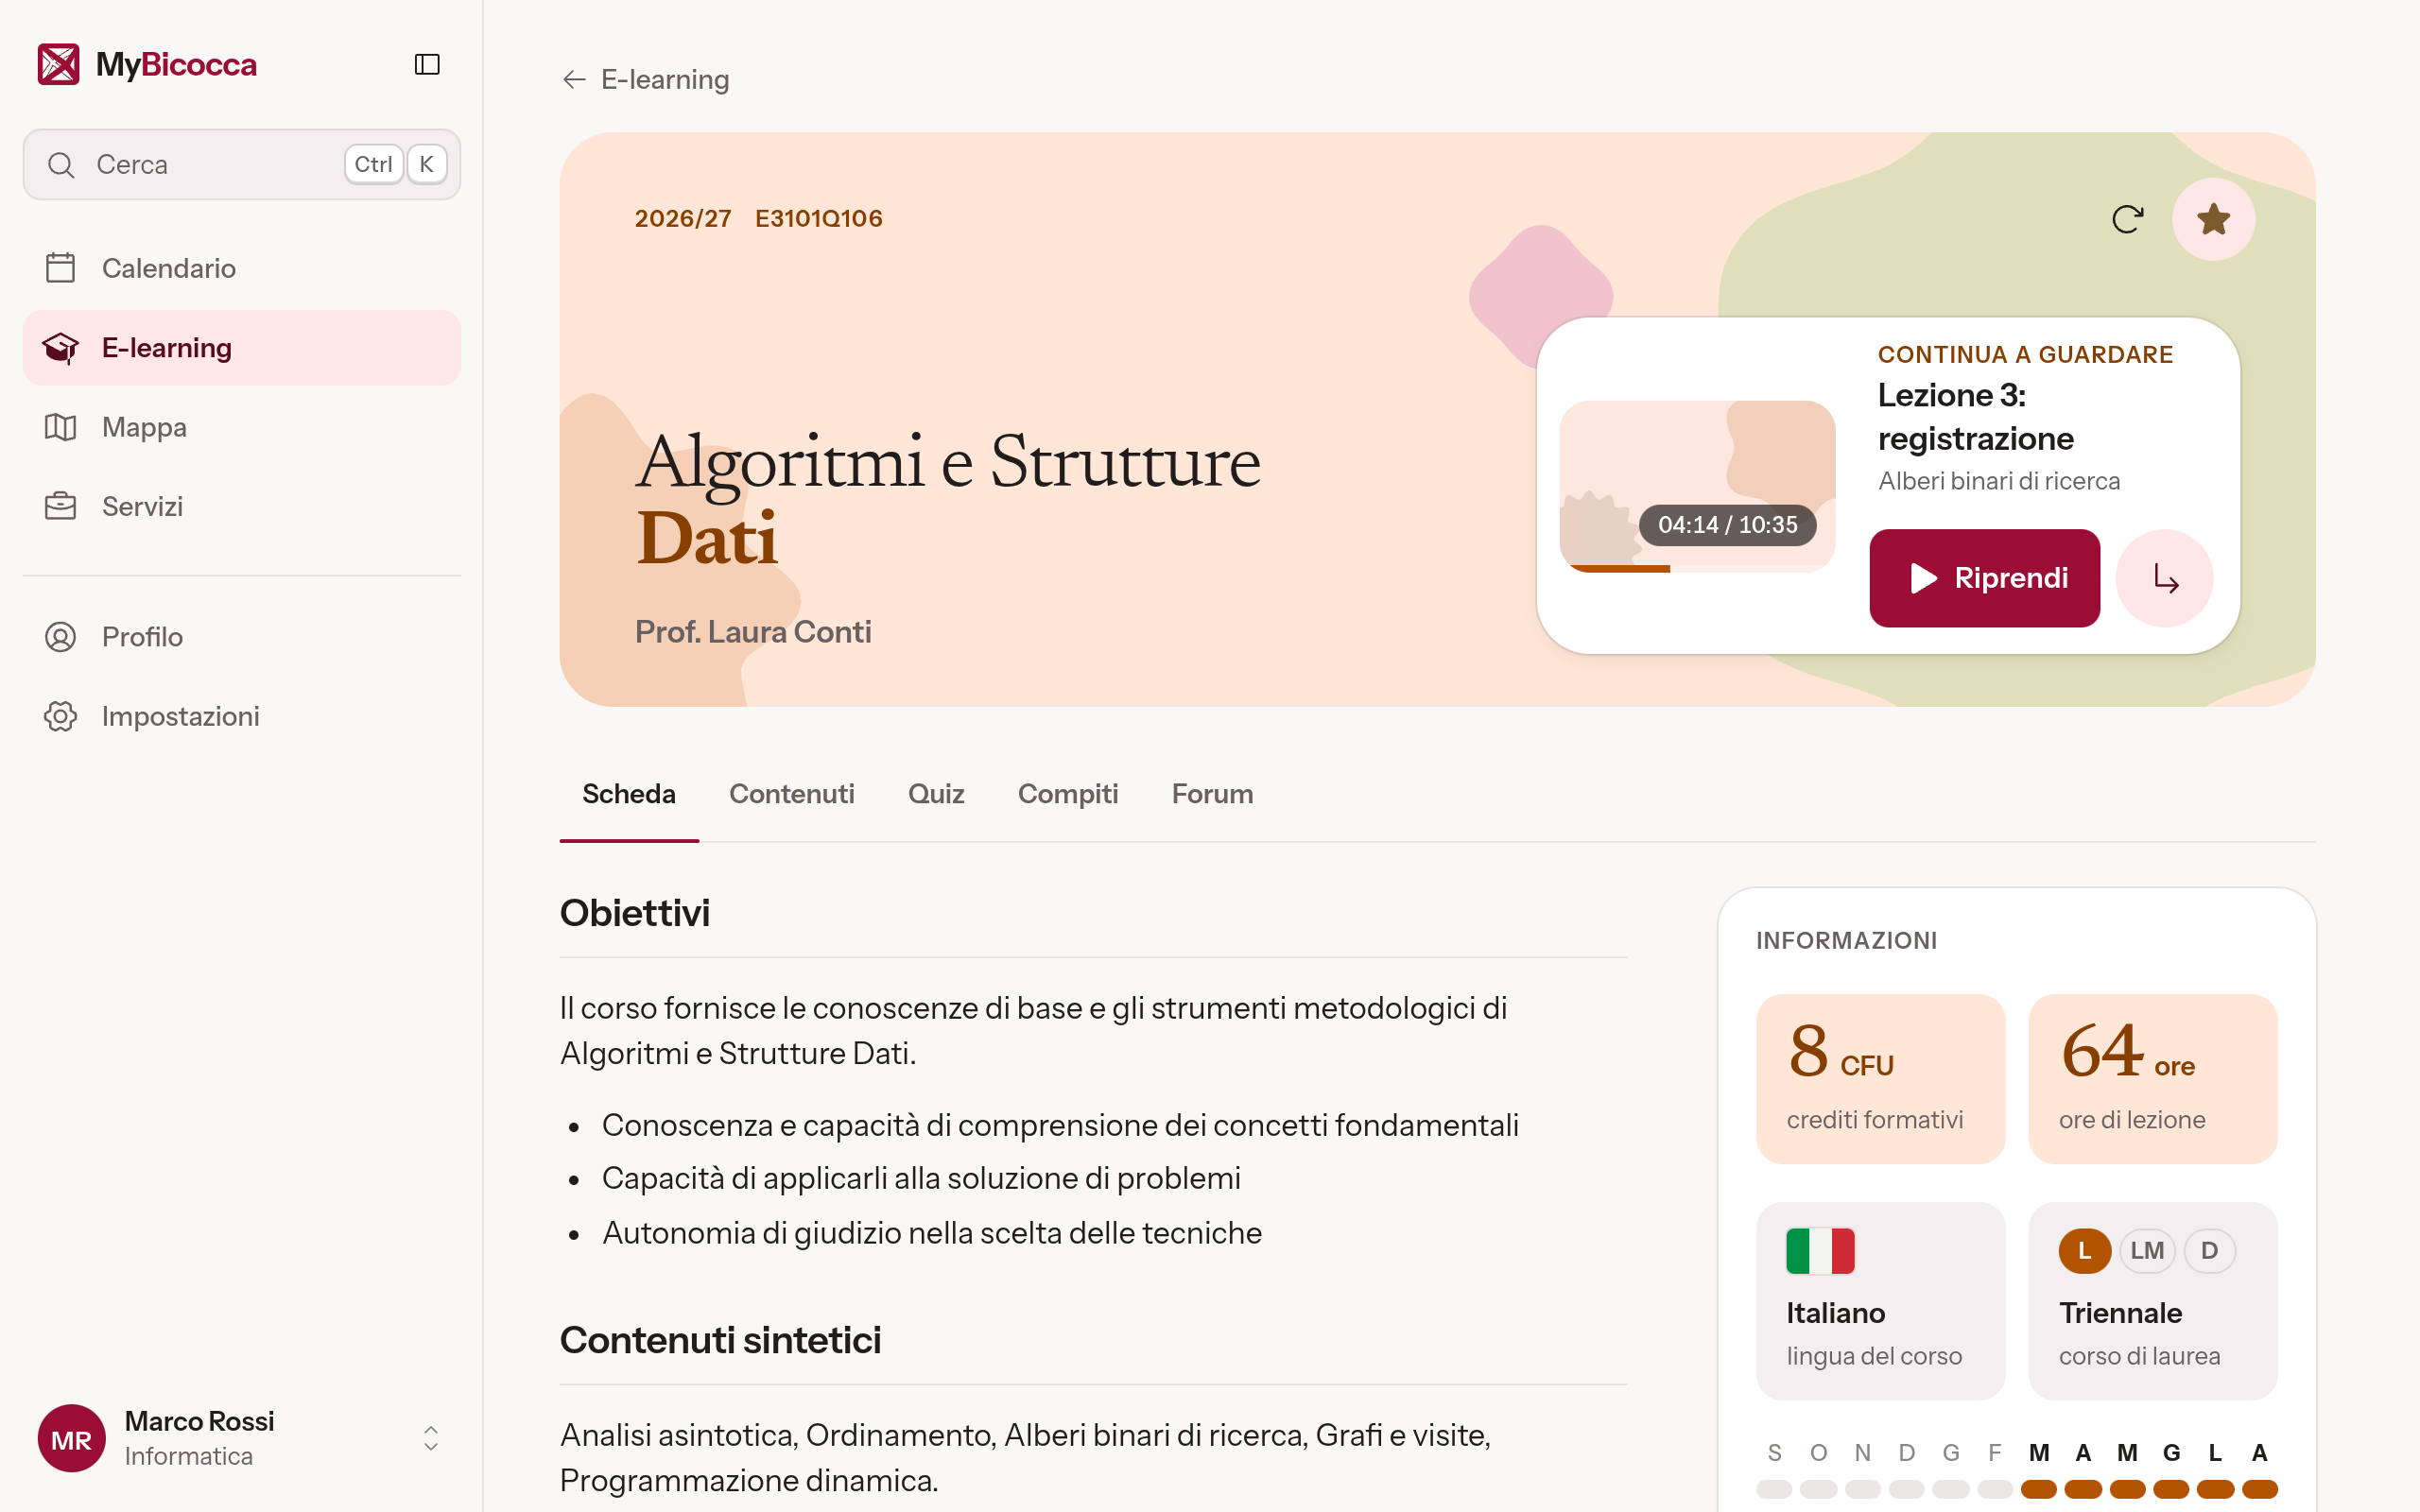 MyBicocca
Cerca
Ctrl K
Calendario
E-learning
Mappa
Servizi
Profilo
Impostazioni
MR
Marco Rossi
Informatica
E-learning
2026/27 E3101Q106
Algoritmi e Strutture
Dati
Prof. Laura Conti
CONTINUA A GUARDARE
Lezione 3:
registrazione
Alberi binari di ricerca
04:14 / 10:35
Riprendi
Scheda Contenuti Quiz Compiti Forum
Obiettivi
Il corso fornisce le conoscenze di base e gli strumenti metodologici di
Algoritmi e Strutture Dati.
• Conoscenza e capacità di comprensione dei concetti fondamentali
• Capacità di applicarli alla soluzione di problemi
• Autonomia di giudizio nella scelta delle tecniche
Contenuti sintetici
Analisi asintotica, Ordinamento, Alberi binari di ricerca, Grafi e visite,
Programmazione dinamica.
INFORMAZIONI
8 CFU
crediti formativi
64 ore
ore di lezione
Italiano
lingua del corso
L LM D
Triennale
corso di laurea
S O N D G F M A M G L A